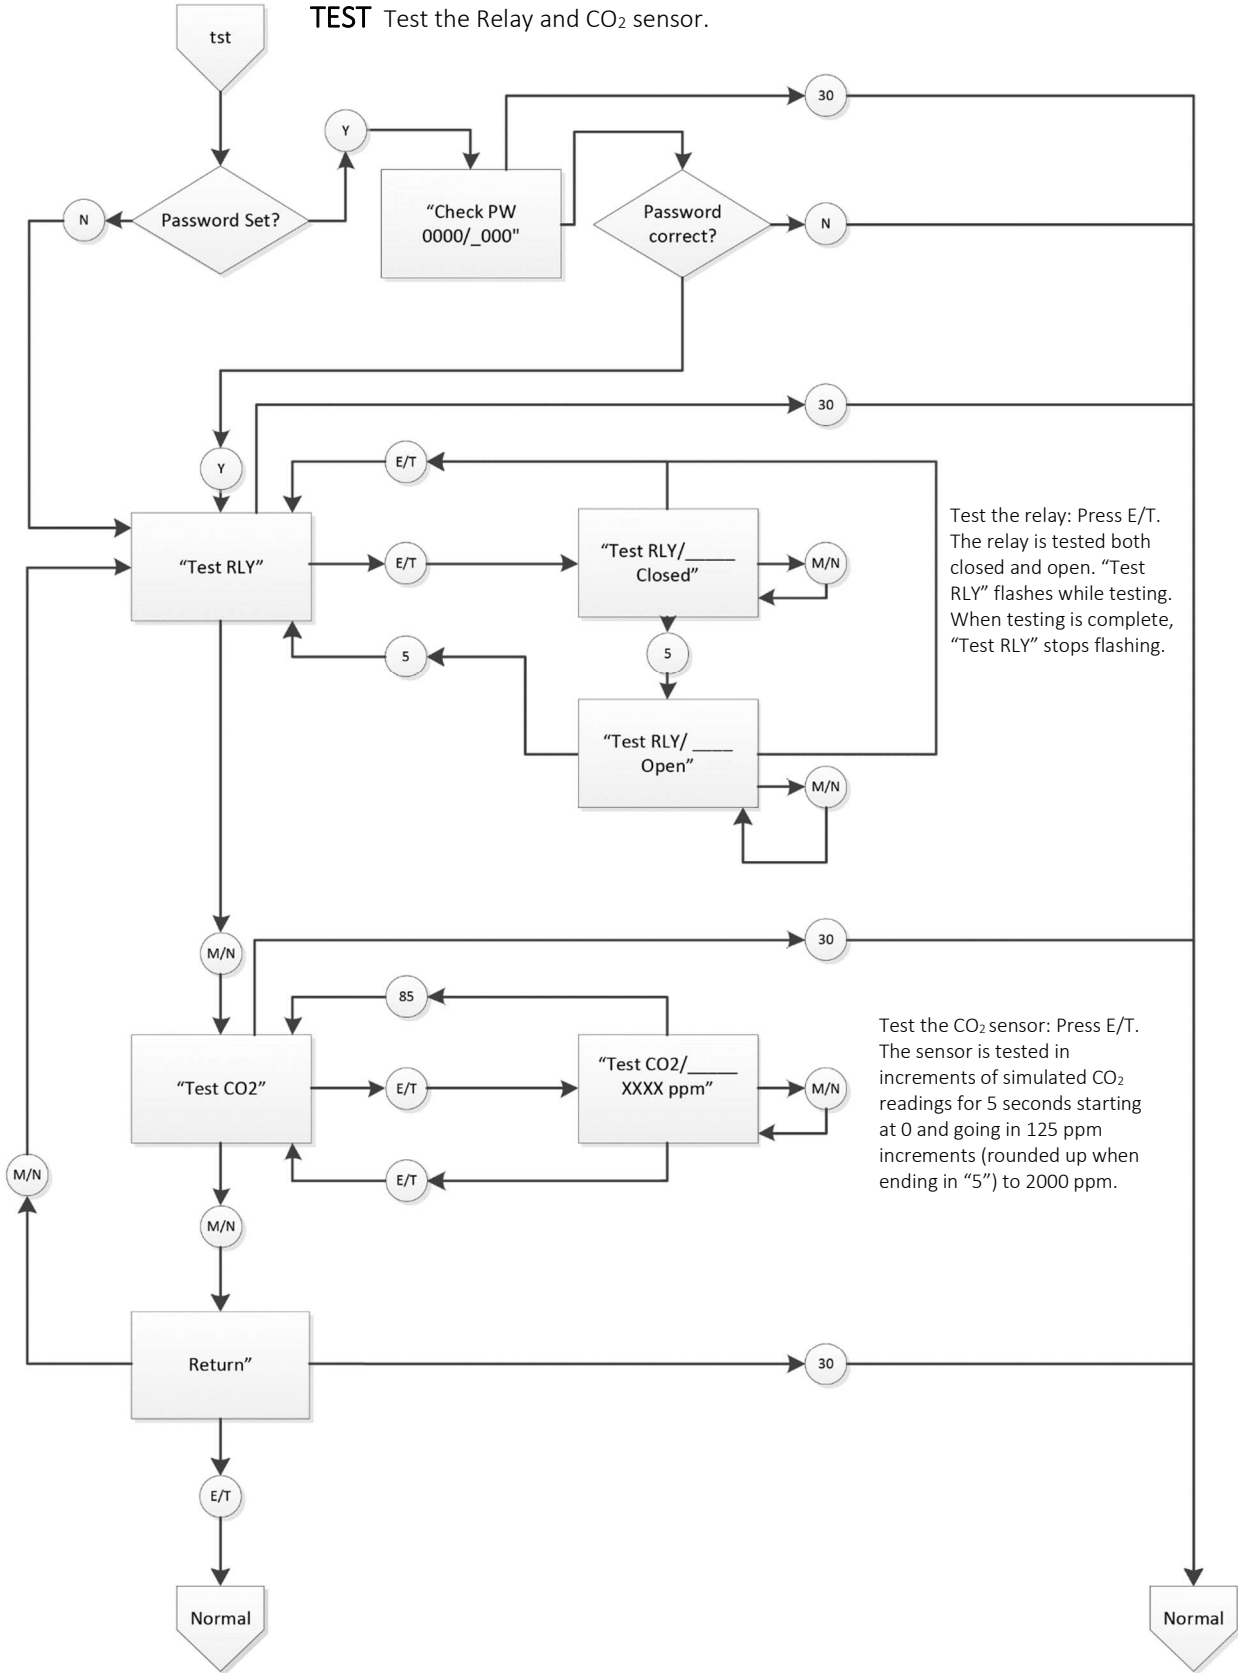 TEST Test the Relay and CO₂ sensor.
tst
30
Y
"Check PW
0000/_000"
Password
correct?
N
Password Set?
N
30
Y
E/T
"Test RLY"
E/T
"Test RLY/_____
Closed"
M/N
Test the relay: Press E/T.
The relay is tested both
closed and open. "Test
RLY" flashes while testing.
When testing is complete,
"Test RLY" stops flashing.
5
5
"Test RLY/ ____
Open"
M/N
M/N
30
85
"Test CO2"
E/T
"Test CO2/_____
XXXX ppm"
M/N
Test the CO₂ sensor: Press E/T.
The sensor is tested in
increments of simulated CO₂
readings for 5 seconds starting
at 0 and going in 125 ppm
increments (rounded up when
ending in "5") to 2000 ppm.
M/N
E/T
M/N
Return"
30
E/T
Normal
Normal